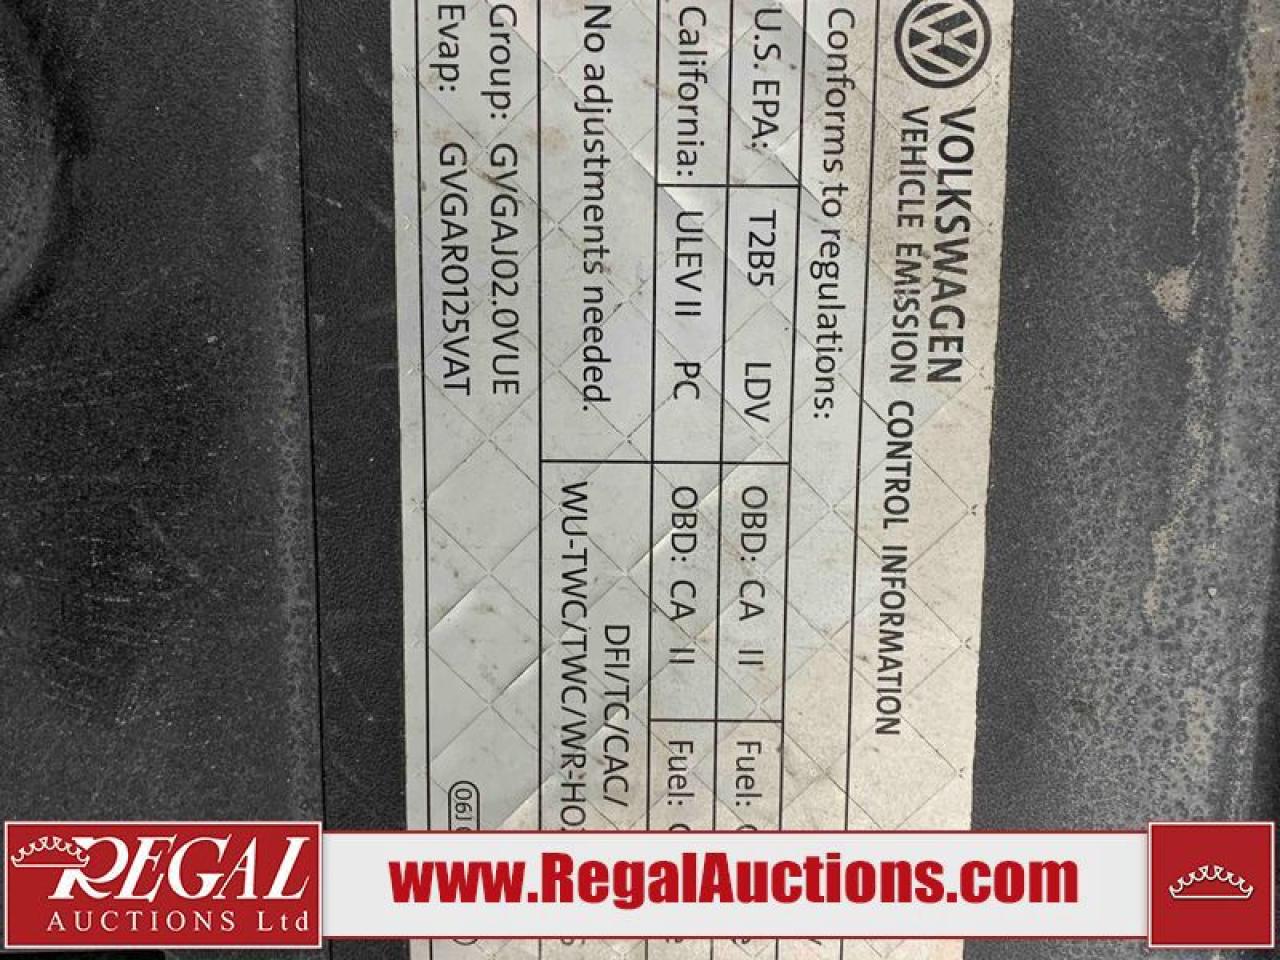 VOLKSWAGEN
VEHICLE EMISSION CONTROL INFORMATION
Conforms to regulations:
U.S. EPA: T2B5 LDV OBD: CA II Fuel:
California: ULEV II PC OBD: CA II Fuel:
No adjustments needed. DFI/TC/CAC/
WU-TWC/TWC/WR-HO
Group: GVGAJ02.0VUE
Evap: GVGAR0125VAT
06J
REGAL
AUCTIONS Ltd
www.RegalAuctions.com